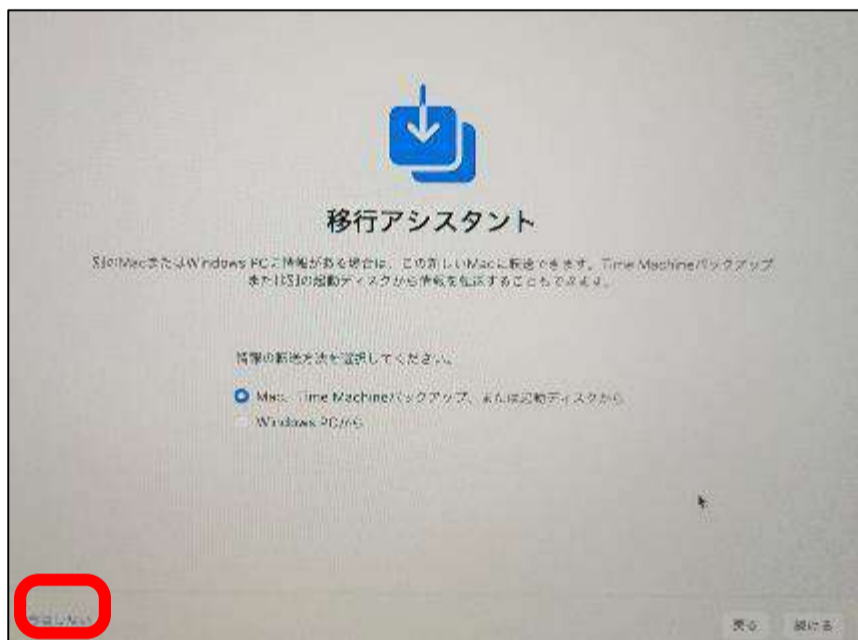 移行アシスタント
別のMacまたはWindows PCに情報がある場合は、この新しいMacに転送できます。Time Machineバックアップ
または別の起動ディスクから情報を転送することもできます。
情報の転送方法を選択してください。
Mac、Time Machineバックアップ、または起動ディスクから
Windows PCから
今はしない
戻る
続ける